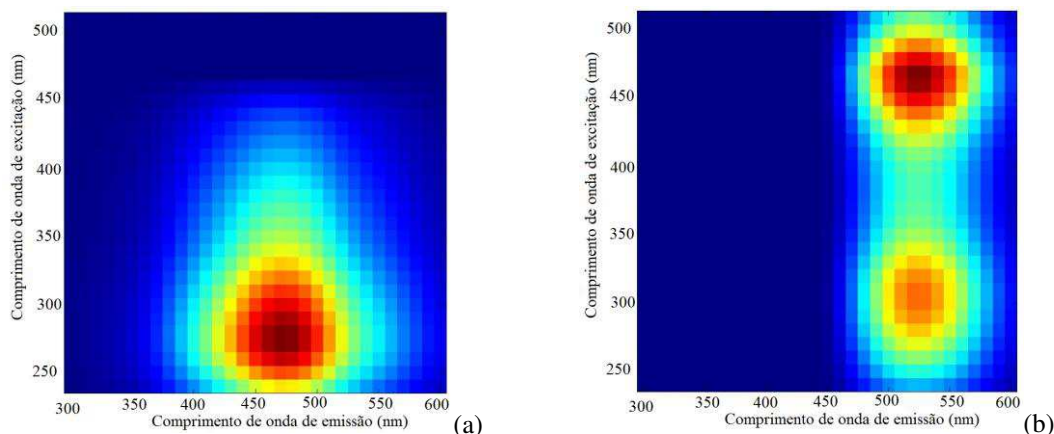 Comprimento de onda de excitação (nm)
500
450
400
350
300
250
300 350 450 500 550 600
Comprimento de onda de emissão (nm)
(a)
Comprimento de onda de excitação (nm)
500
450
400
350
300
250
300 350 400 450 500 550 600
Comprimento de onda de emissão (nm)
(b)